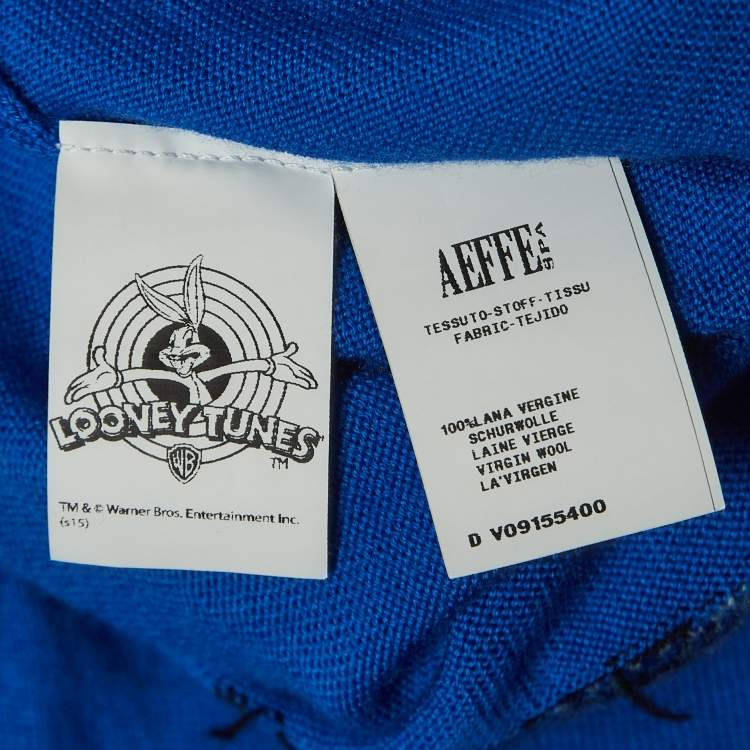 LOONEY TUNES
TM
WB
TM & © Warner Bros. Entertainment Inc.
(s15)
AEFFE
SPA
TESSUTO-STOFF-TISSU
FABRIC-TEJIDO
100%LANA VERGINE
SCHURWOLLE
LAINE VIERGE
VIRGIN WOOL
LA'VIRGEN
D V09155400